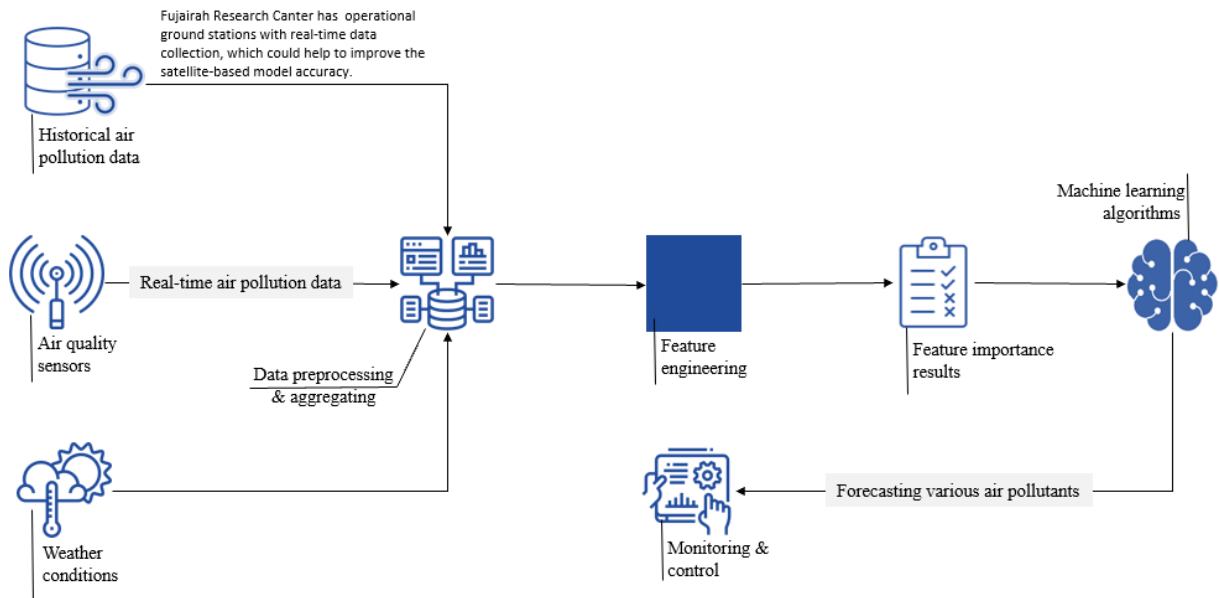 Fujairah Research Canter has  operational
ground stations with real-time data
collection, which could help to improve the
satellite-based model accuracy.
Historical air
pollution data
Machine learning
algorithms
Real-time air pollution data
Air quality
sensors
Data preprocessing
& aggregating
Feature
engineering
Feature importance
results
Weather
conditions
Forecasting various air pollutants
Monitoring &
control